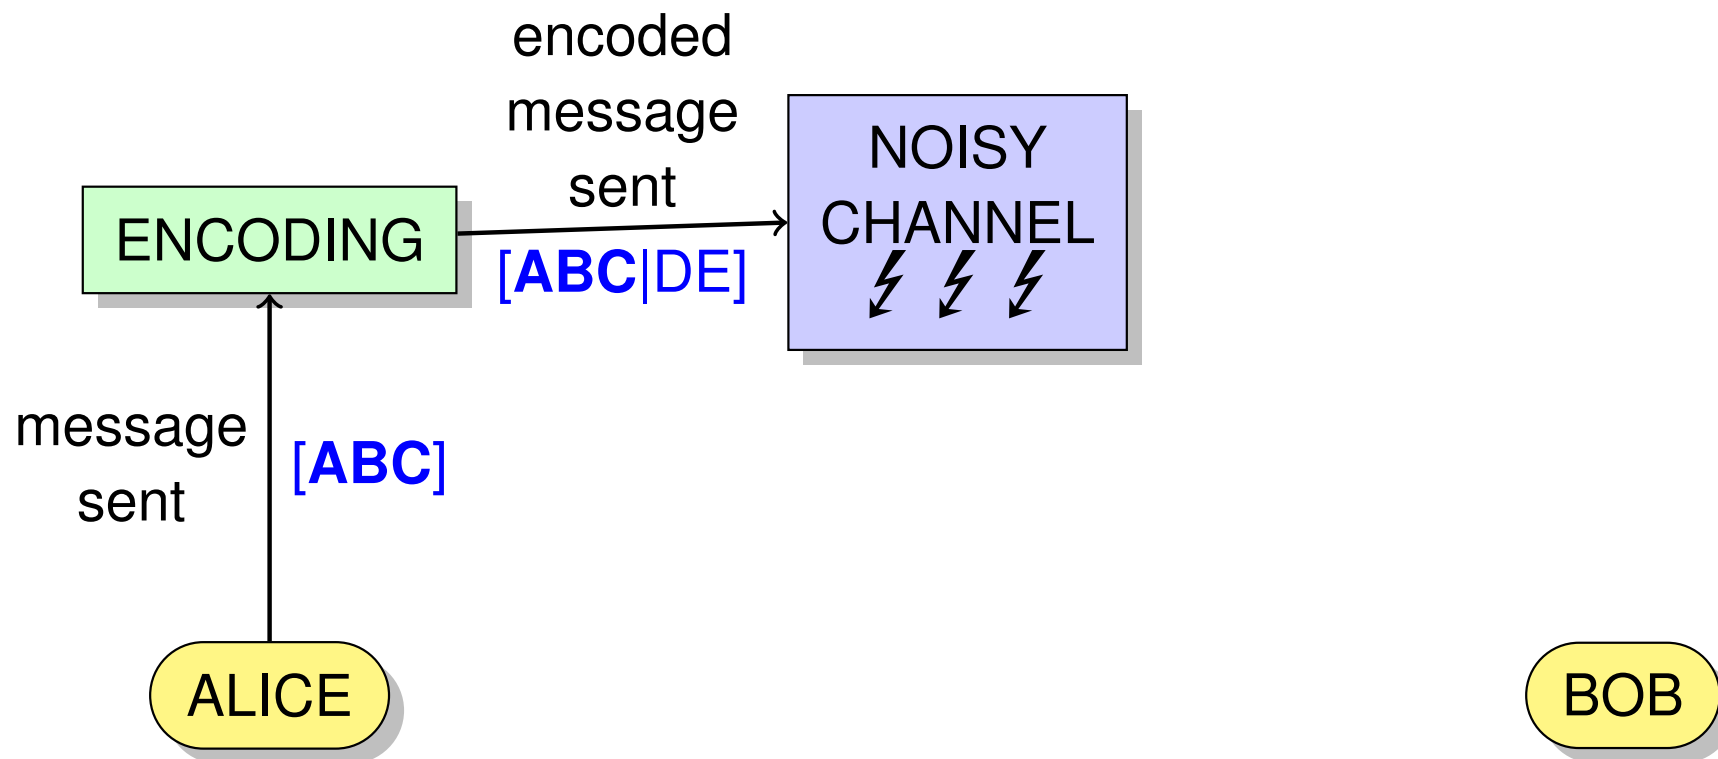 encoded
message
sent
NOISY
CHANNEL
ENCODING
[ABC|DE]
message
sent
[ABC]
ALICE
BOB